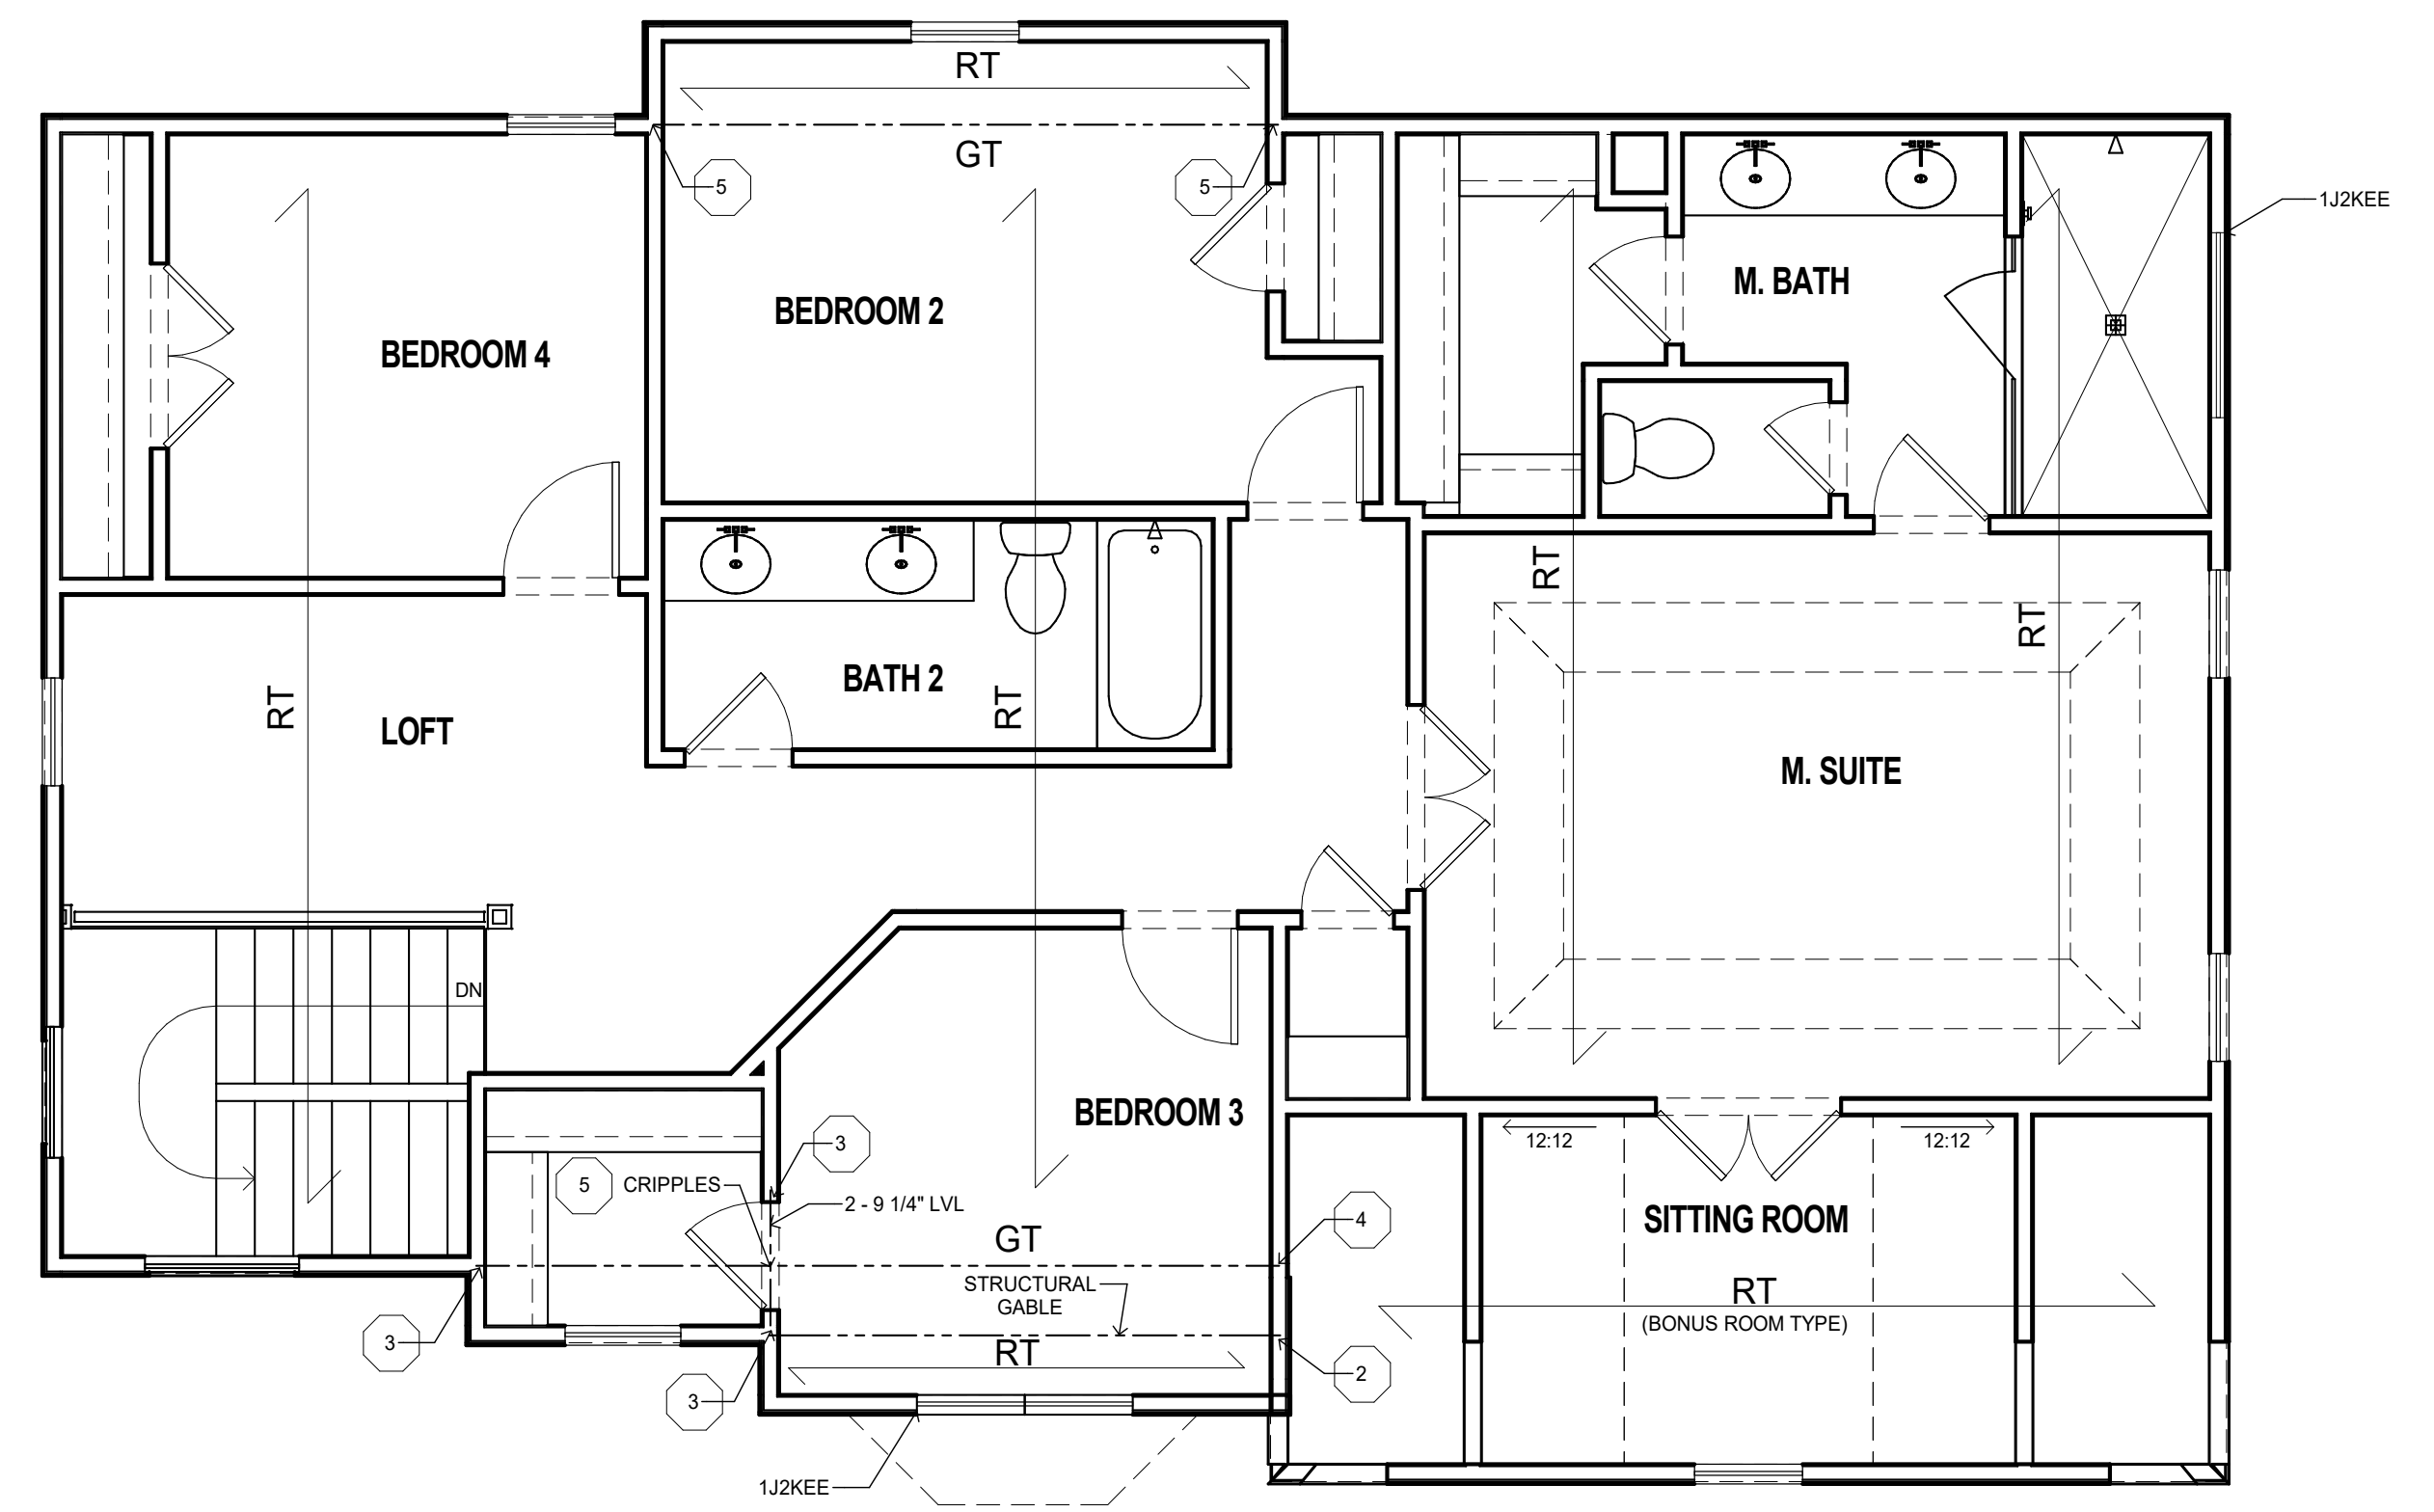 RT
GT
5
5
1J2KEE
M. BATH
BEDROOM 2
BEDROOM 4
RT
RT
BATH 2
RT
RT
LOFT
M. SUITE
DN
BEDROOM 3
3
12:12
12:12
5
CRIPPLES
2 - 9 1/4" LVL
4
SITTING ROOM
GT
STRUCTURAL
GABLE
RT
(BONUS ROOM TYPE)
3
RT
2
3
1J2KEE